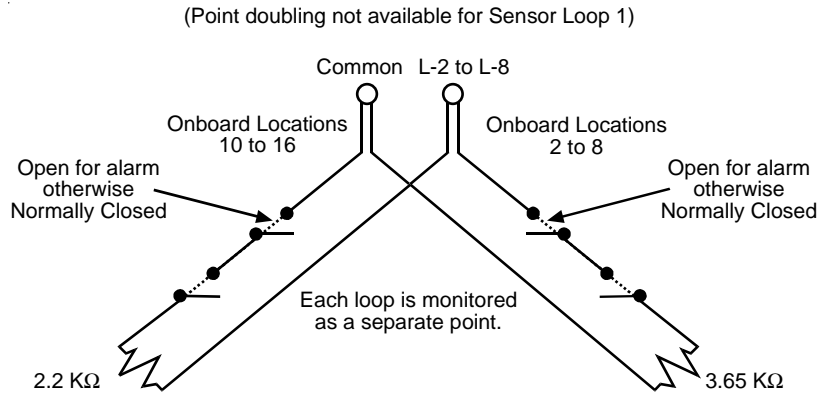 (Point doubling not available for Sensor Loop 1)
Common L-2 to L-8
Onboard Locations
10 to 16
Onboard Locations
2 to 8
Open for alarm
otherwise
Normally Closed
Open for alarm
otherwise
Normally Closed
Each loop is monitored
as a separate point.
2.2 KΩ
3.65 KΩ